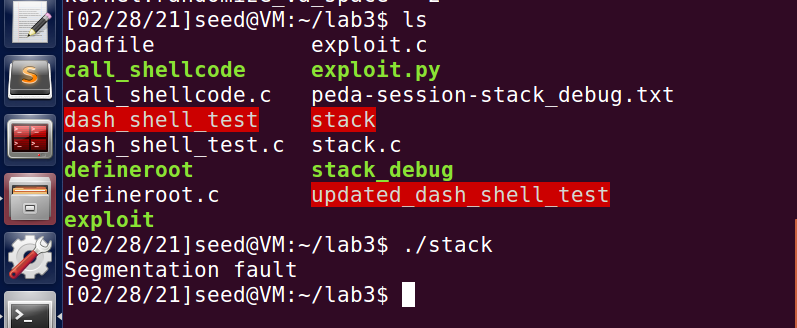 [02/28/21]seed@VM:~/lab3$ ls
badfile exploit.c
call_shellcode exploit.py
call_shellcode.c peda-session-stack_debug.txt
dash_shell_test stack
dash_shell_test.c stack.c
defineroot stack_debug
defineroot.c updated_dash_shell_test
exploit
[02/28/21]seed@VM:~/lab3$ ./stack
Segmentation fault
[02/28/21]seed@VM:~/lab3$